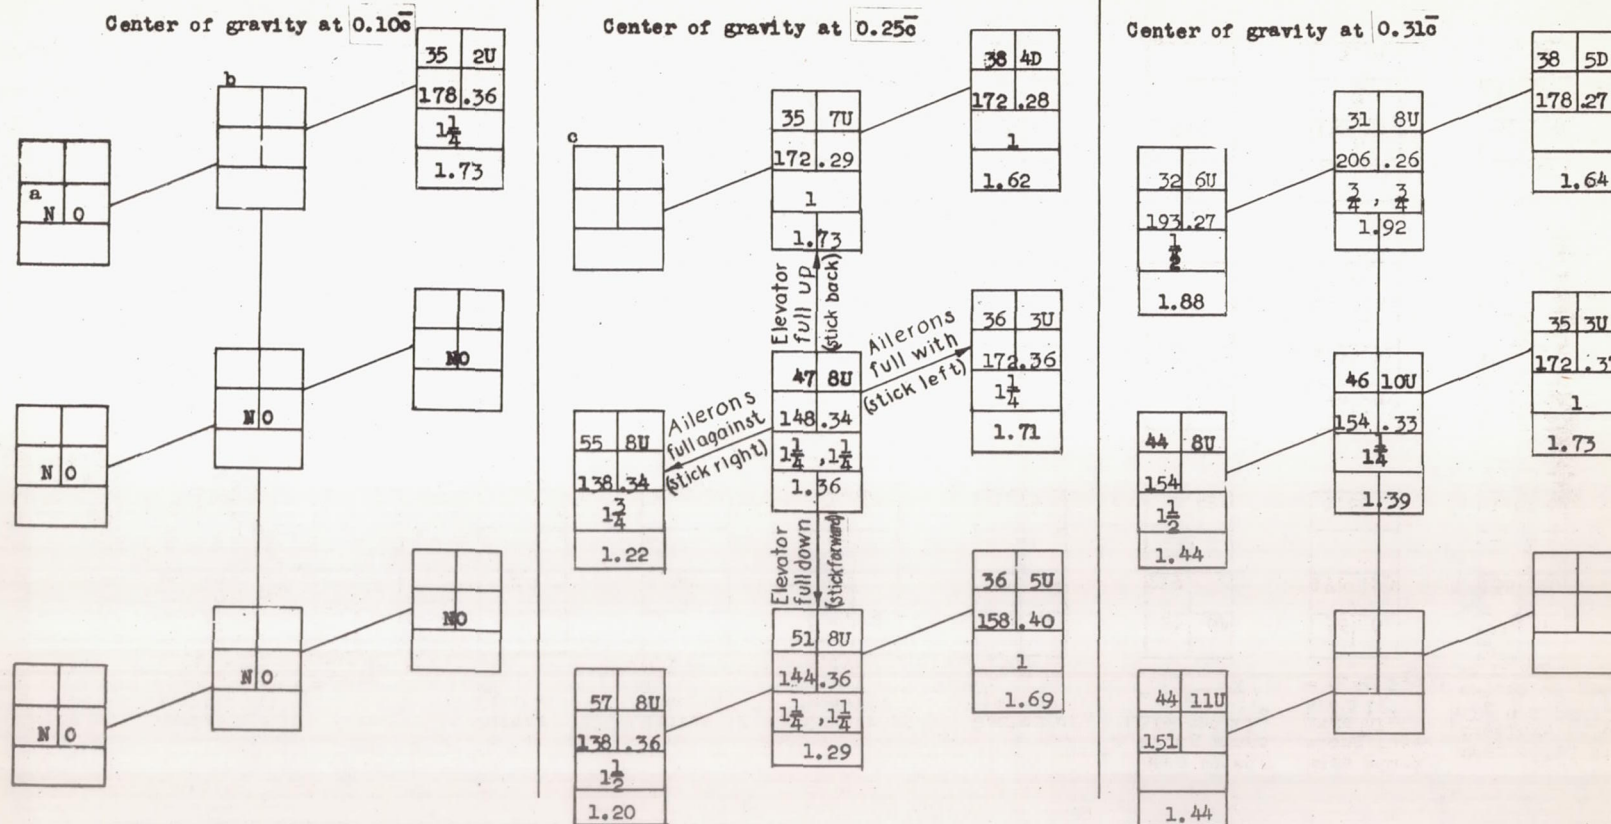 Center of gravity at 0.10c̄
b
35 2U
178 .36
1¼
1.73
a
N O
N O
N O
N O
N O
N O
N O
Center of gravity at 0.25c̄
c
35 7U
172 .29
1
1.73
38 4D
172 .28
1
1.62
Elevator
full up
(stick back)
Ailerons
full with
(stick left)
36 3U
172 .36
1¼
1.71
47 8U
148 .34
1¼ , 1¼
1.36
Ailerons
full against
(stick right)
55 8U
138 .34
1¾
1.22
Elevator
full down
(stick forward)
51 8U
144 .36
1¼ , 1¼
1.29
36 5U
158 .40
1
1.69
57 8U
138 .36
1½
1.20
Center of gravity at 0.31c̄
32 6U
193 .27
½
1.88
31 8U
206 .26
¾ , ¾
1.92
38 5D
178 .27
1.64
44 8U
154
1½
1.44
46 10U
154 .33
1¼
1.39
35 3U
172
1
1.73
44 11U
151
1.44